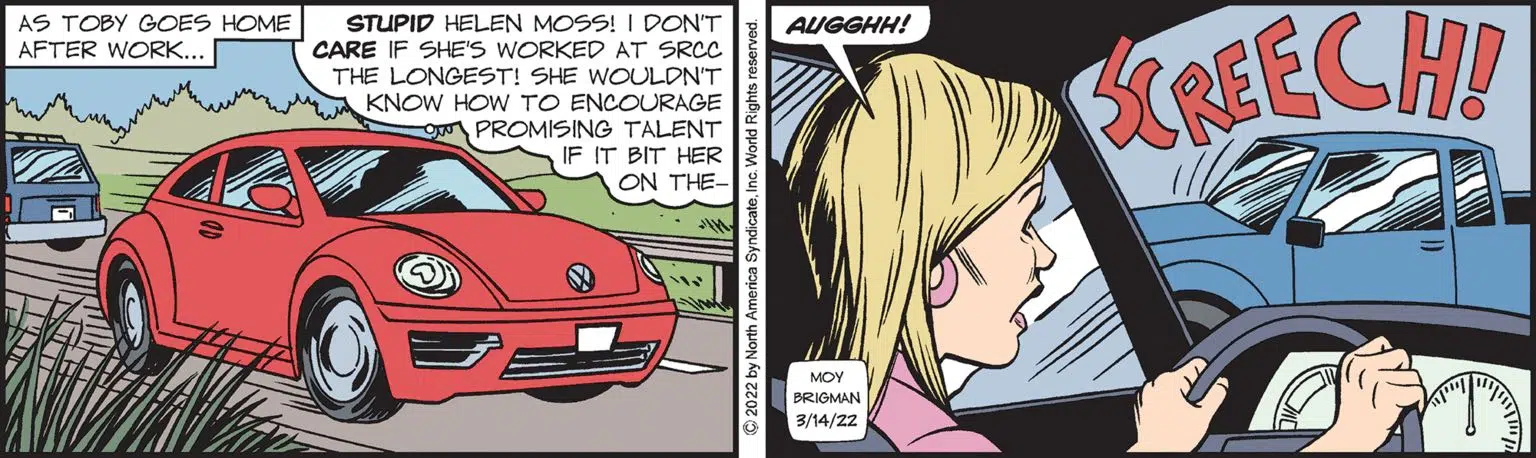 AS TOBY GOES HOME
AFTER WORK...
STUPID HELEN MOSS! I DON'T
CARE IF SHE'S WORKED AT SRCC
THE LONGEST! SHE WOULDN'T
KNOW HOW TO ENCOURAGE
PROMISING TALENT
IF IT BIT HER
ON THE–
© 2022 by North America Syndicate, Inc. World Rights reserved.
AUGGHH!
SCREECH!
MOY
BRIGMAN
3/14/22